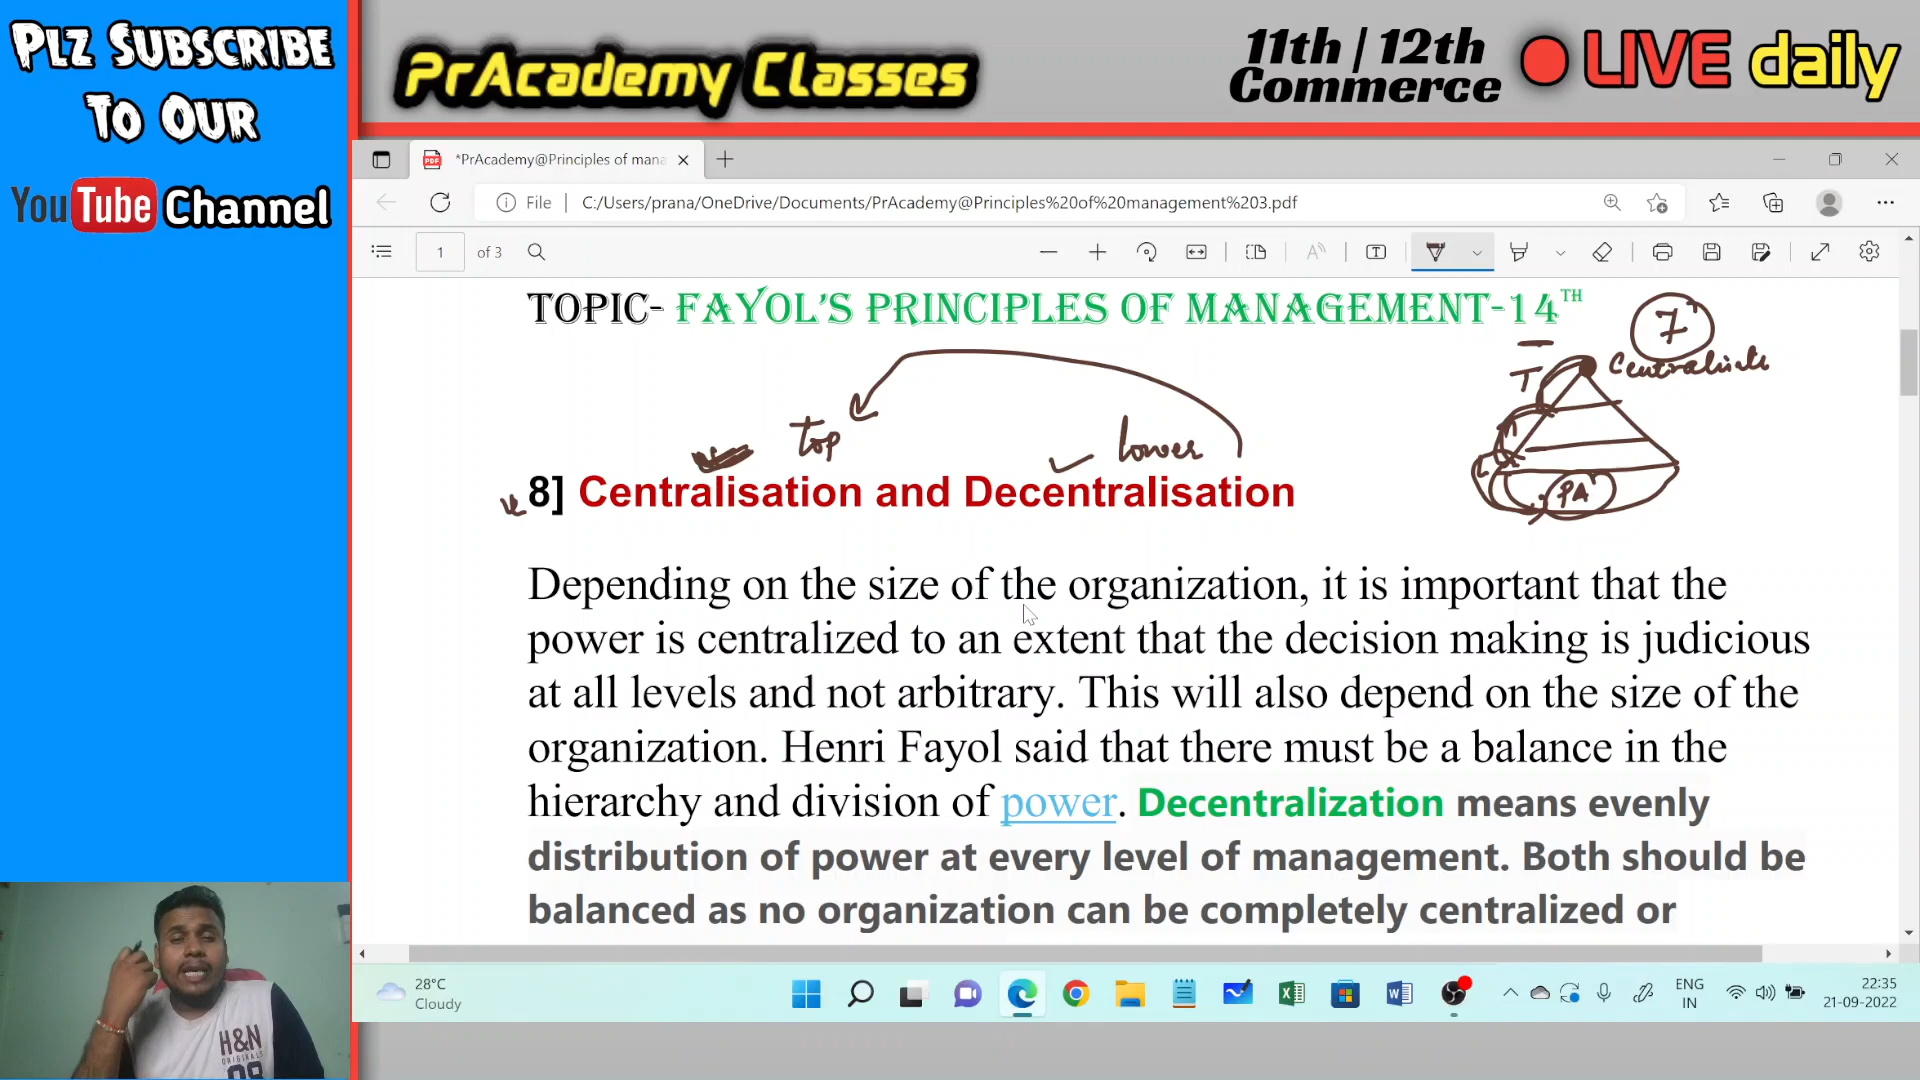 Plz Subscribe
To Our
YouTube Channel
PrAcademy Classes
11th | 12th
Commerce
LIVE daily
*PrAcademy@Principles of mana
File | C:/Users/prana/OneDrive/Documents/PrAcademy@Principles%20of%20management%203.pdf
1 of 3
TOPIC- FAYOL'S PRINCIPLES OF MANAGEMENT-14TH
7
T
top
lower
8] Centralisation and Decentralisation
PA
Depending on the size of the organization, it is important that the
power is centralized to an extent that the decision making is judicious
at all levels and not arbitrary. This will also depend on the size of the
organization. Henri Fayol said that there must be a balance in the
hierarchy and division of power. Decentralization means evenly
distribution of power at every level of management. Both should be
balanced as no organization can be completely centralized or
H&N
ORIGINALS
28°C
Cloudy
ENG
IN
22:35
21-09-2022